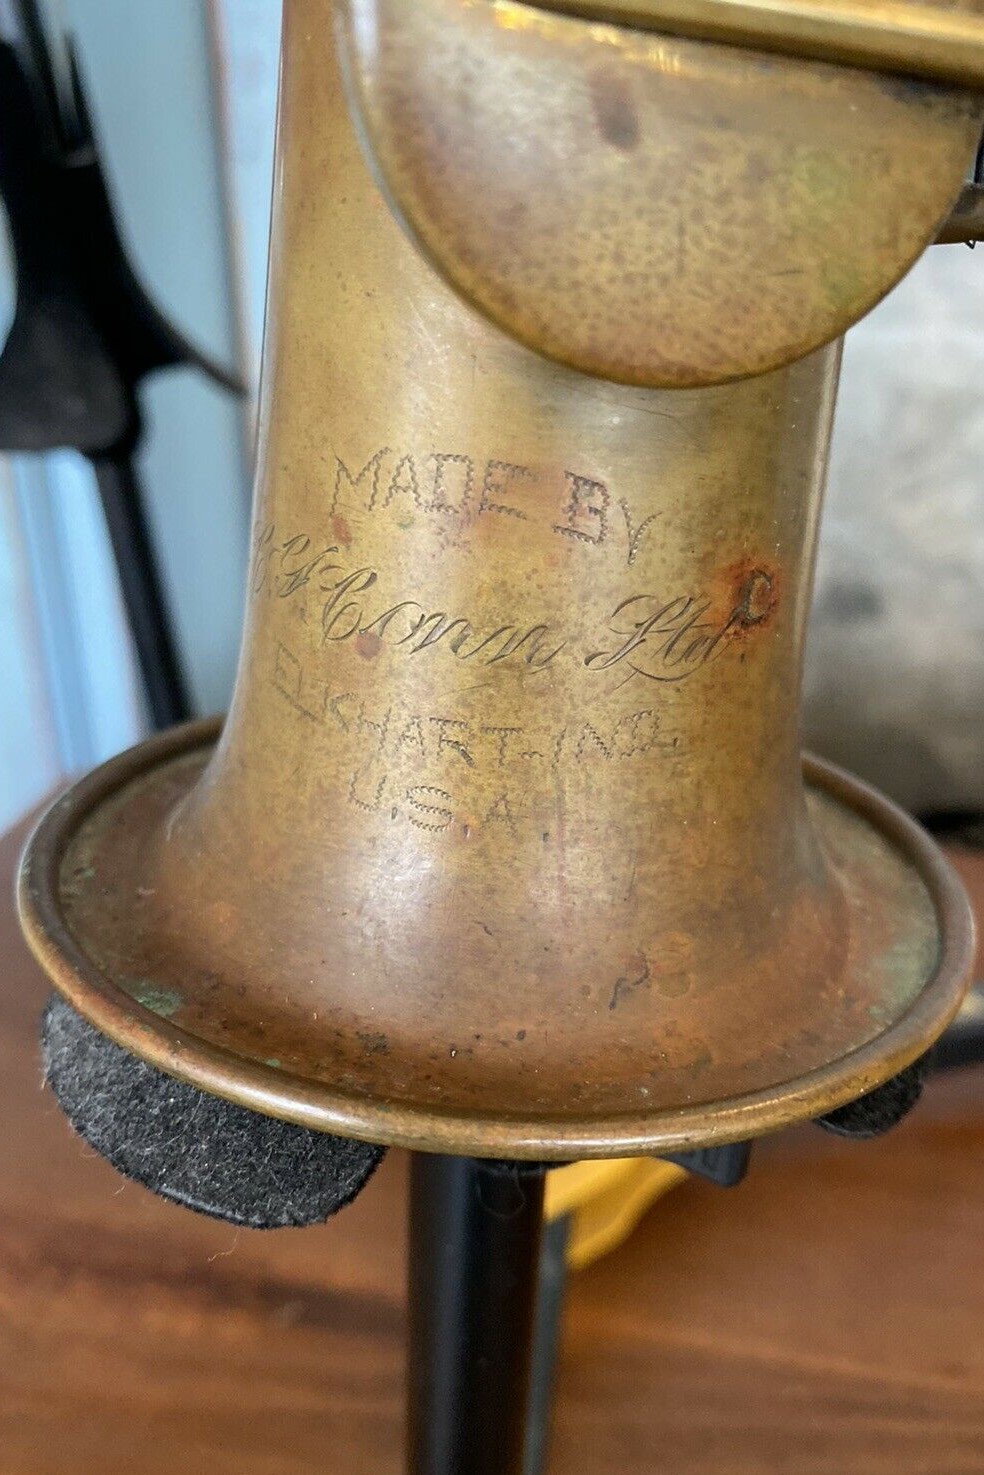 MADE BY
C.G. Conn Ltd.
ELKHART-IND.
U.S.A
C